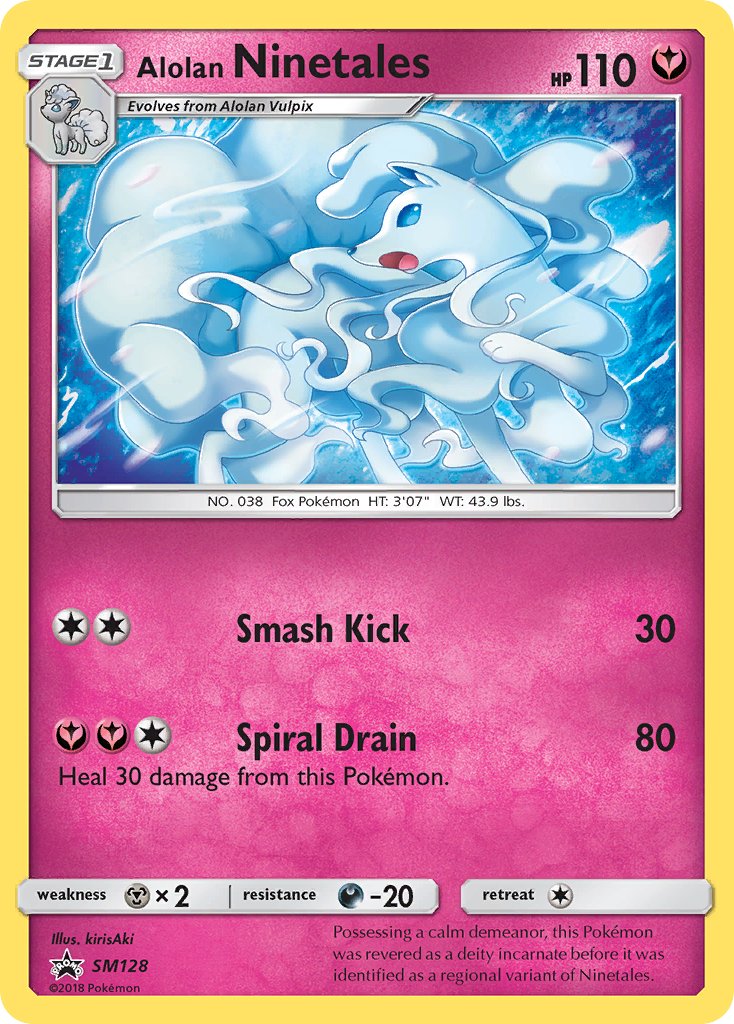 STAGE1
Alolan Ninetales
HP110
Evolves from Alolan Vulpix
NO. 038 Fox Pokémon HT: 3'07" WT: 43.9 lbs.
Smash Kick 30
Spiral Drain 80
Heal 30 damage from this Pokémon.
weakness ×2 resistance -20 retreat
Illus. kirisAki
PROMO SM128
©2018 Pokémon
Possessing a calm demeanor, this Pokémon
was revered as a deity incarnate before it was
identified as a regional variant of Ninetales.